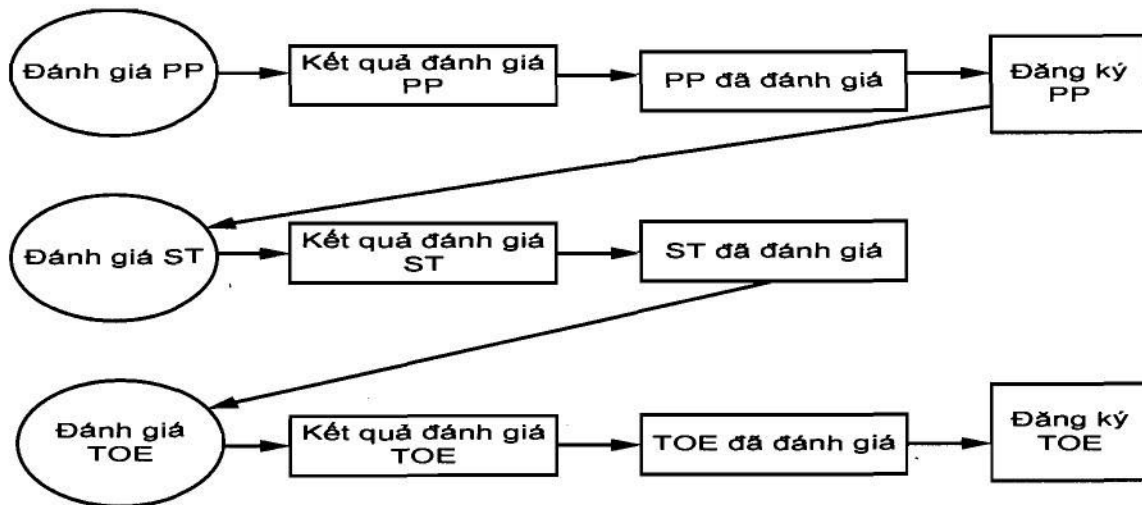 Đánh giá PP
Kết quả đánh giá
PP
PP đã đánh giá
Đăng ký
PP
Đánh giá ST
Kết quả đánh giá
ST
ST đã đánh giá
Đánh giá
TOE
Kết quả đánh giá
TOE
TOE đã đánh giá
Đăng ký
TOE